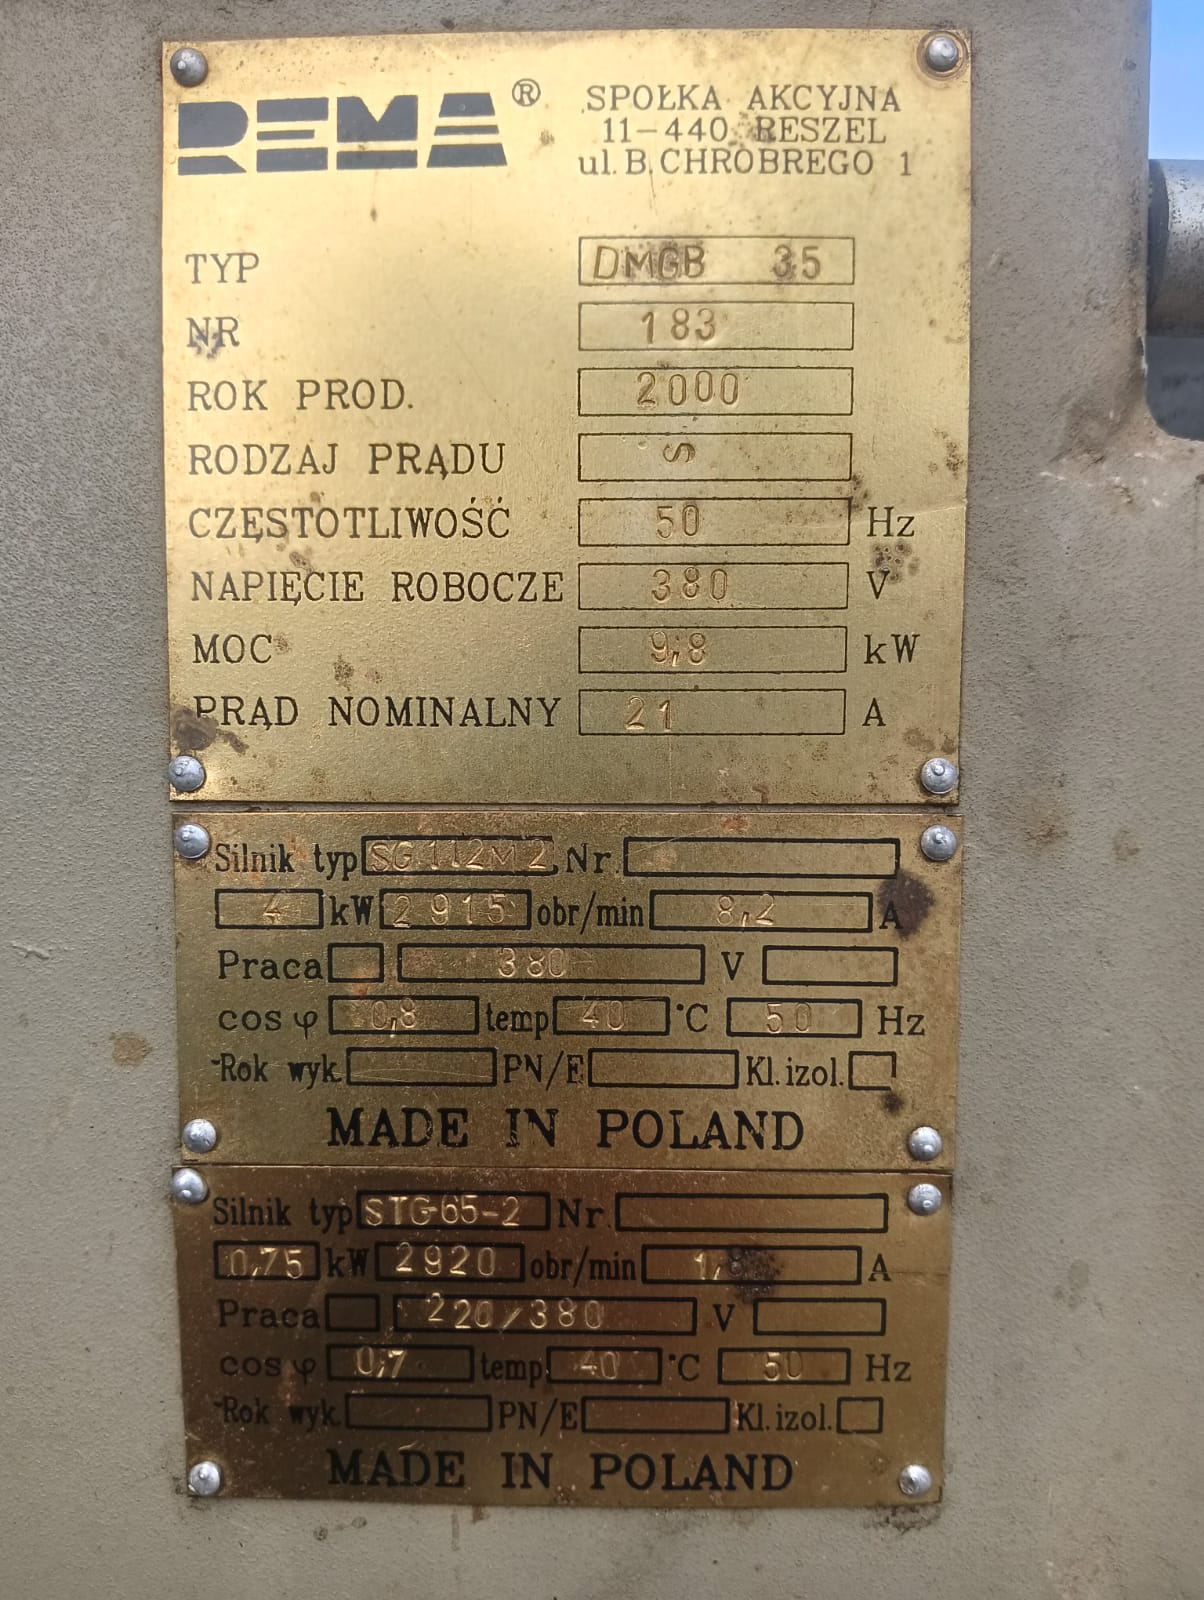 REMA ® SPÓŁKA AKCYJNA
11-440 RESZEL
ul. B. CHROBREGO 1
TYP DMGB 35
NR 183
ROK PROD. 2000
RODZAJ PRĄDU S
CZĘSTOTLIWOŚĆ 50 Hz
NAPIĘCIE ROBOCZE 380 V
MOC 9,8 kW
PRĄD NOMINALNY 21 A
Silnik typ SG 112M 2 Nr.
4 kW 2915 obr/min 8,2 A
Praca 380 V
cos φ 0,8 temp 40 °C 50 Hz
Rok wyk. PN/E Kl. izol.
MADE IN POLAND
Silnik typ STG65-2 Nr.
0,75 kW 2920 obr/min A
Praca 220/380 V
cos φ 0,7 temp. 40 °C 50 Hz
Rok wyk. PN/E Kl. izol.
MADE IN POLAND